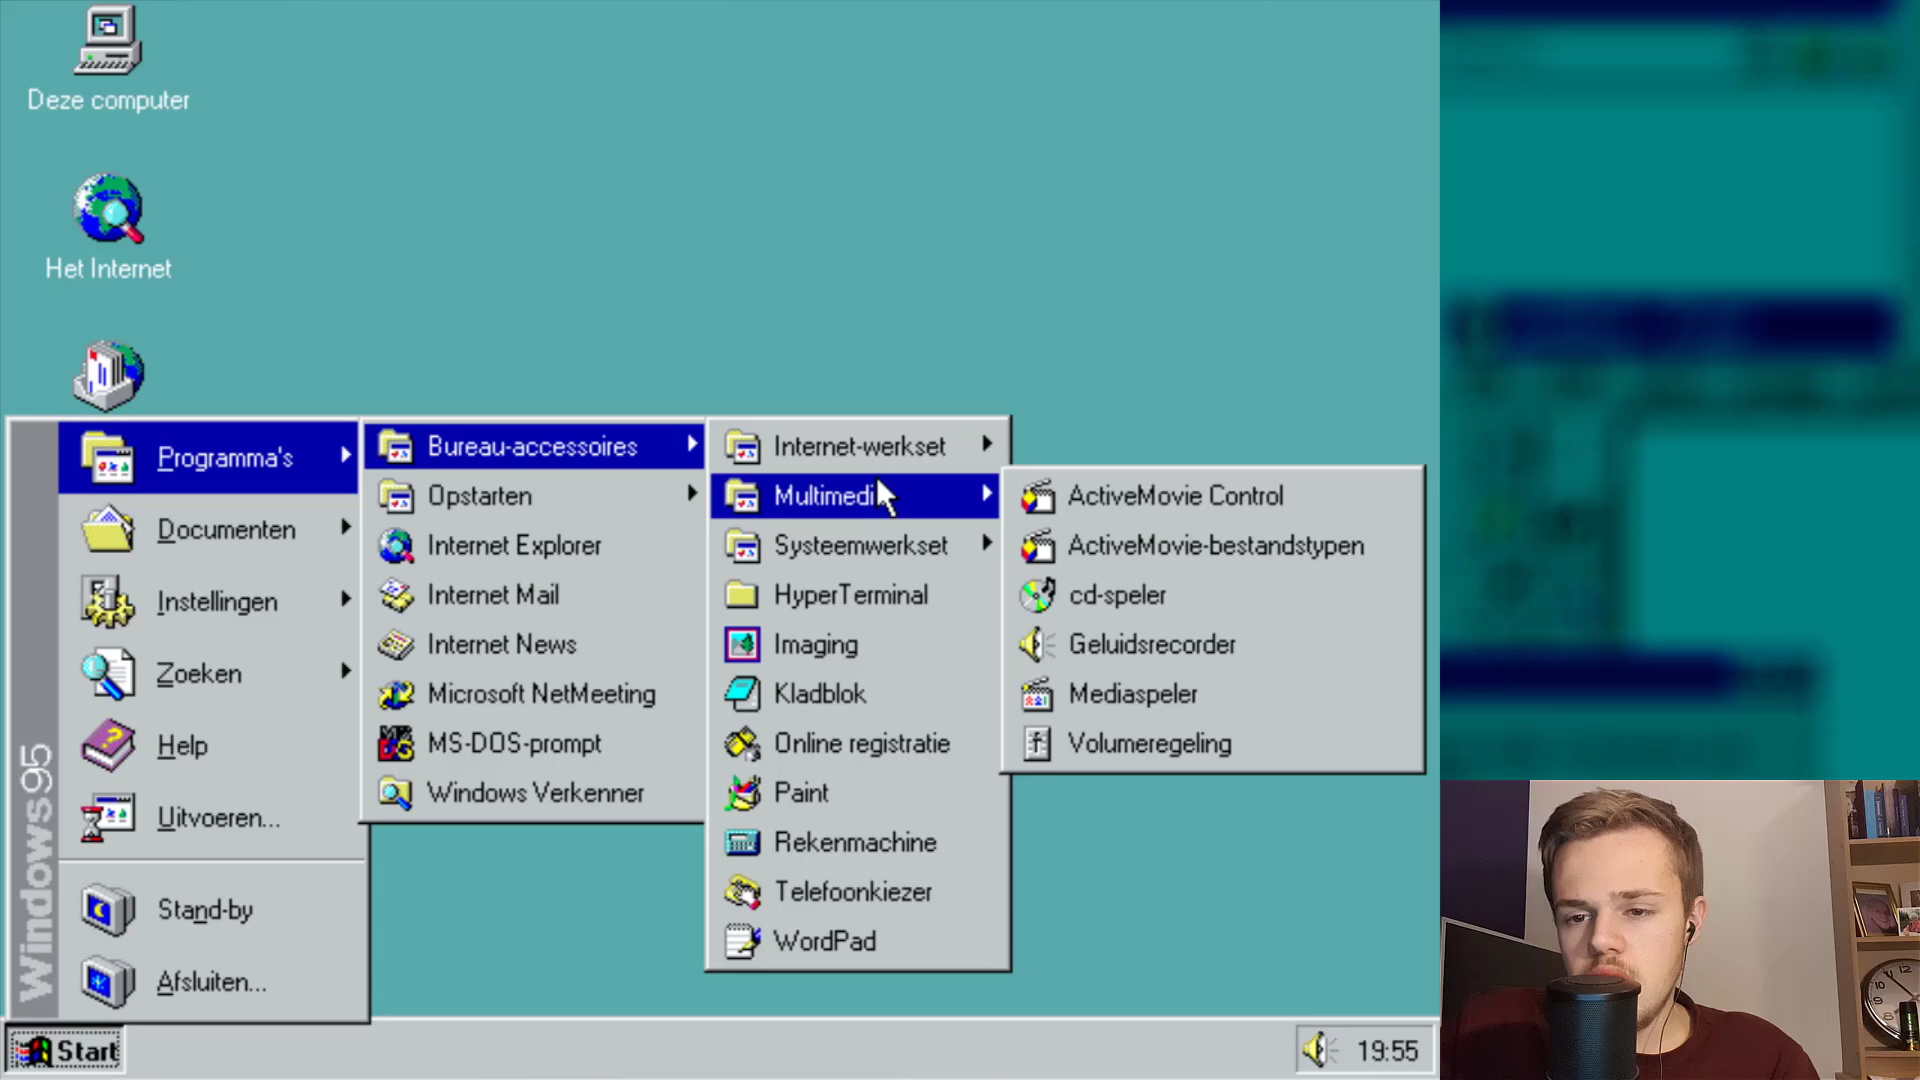 Deze computer
Het Internet
Programma's
Documenten
Instellingen
Zoeken
Help
Uitvoeren...
Stand-by
Afsluiten...
Windows95
Bureau-accessoires
Opstarten
Internet Explorer
Internet Mail
Internet News
Microsoft NetMeeting
MS-DOS-prompt
Windows Verkenner
Internet-werkset
Multimedi
Systeemwerkset
HyperTerminal
Imaging
Kladblok
Online registratie
Paint
Rekenmachine
Telefoonkiezer
WordPad
ActiveMovie Control
ActiveMovie-bestandstypen
cd-speler
Geluidsrecorder
Mediaspeler
Volumeregeling
Start
19:55